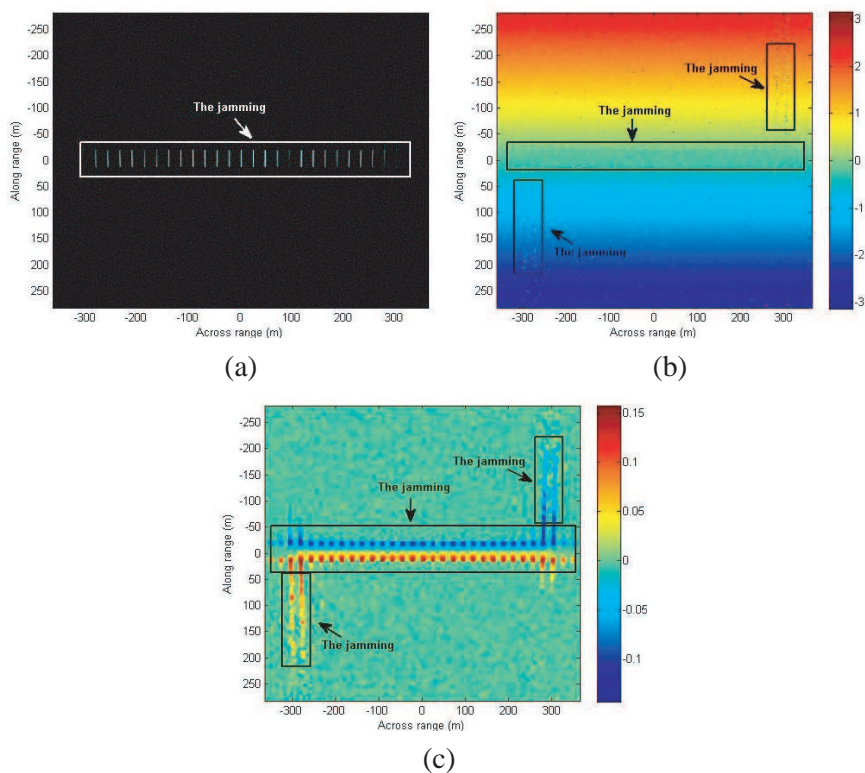 -250
-200
-150
-100
-50
0
50
100
150
200
250
Along range (m)
The jamming
-300 -200 -100 0 100 200 300
Across range (m)
(a)
-250
-200
-150
-100
-50
0
50
100
150
200
250
Along range (m)
The jamming
The jamming
The jamming
-300 -200 -100 0 100 200 300
Across range (m)
3
2
1
0
-1
-2
-3
(b)
-250
-200
-150
-100
-50
0
50
100
150
200
250
Along range (m)
The jamming
The jamming
The jamming
-300 -200 -100 0 100 200 300
Across range (m)
0.15
0.1
0.05
0
-0.05
-0.1
(c)